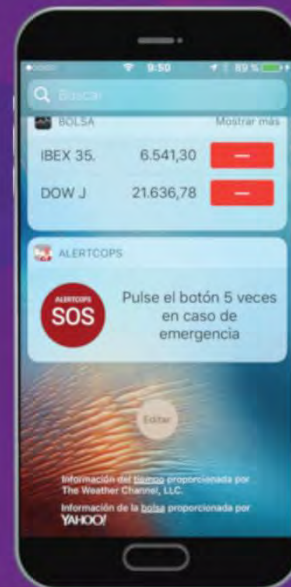 9:50
89 %
Buscar
BOLSA
Mostrar más
IBEX 35. 6.541,30 —
DOW J 21.636,78 —
ALERTCOPS
ALERTCOPS
SOS
Pulse el botón 5 veces
en caso de
emergencia
Editar
Información del tiempo proporcionada por
The Weather Channel, LLC.
Información de la bolsa proporcionada por
YAHOO!